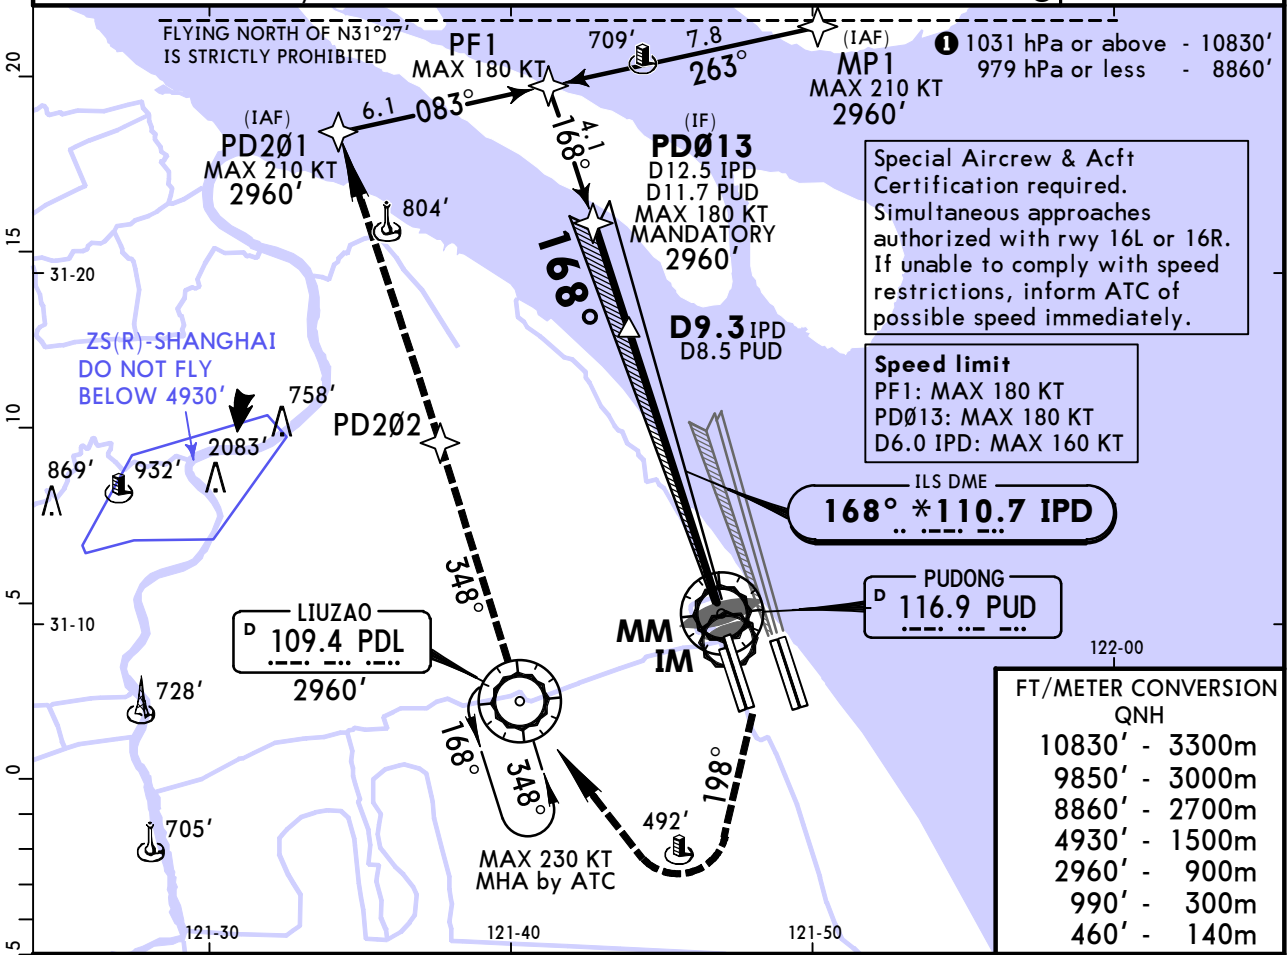 FLYING NORTH OF N31°27'
IS STRICTLY PROHIBITED
PF1
MAX 180 KT
709'
7.8
263°
(IAF)
MP1
MAX 210 KT
2960'
1 1031 hPa or above - 10830'
979 hPa or less - 8860'
20
(IAF)
PD2Ø1
MAX 210 KT
2960'
6.1
083°
4.1
168°
(IF)
PDØ13
D12.5 IPD
D11.7 PUD
MAX 180 KT
MANDATORY
2960'
Special Aircrew & Acft
Certification required.
Simultaneous approaches
authorized with rwy 16L or 16R.
If unable to comply with speed
restrictions, inform ATC of
possible speed immediately.
804'
15
31-20
168°
D9.3 IPD
D8.5 PUD
ZS(R)-SHANGHAI
DO NOT FLY
BELOW 4930'
Speed limit
PF1: MAX 180 KT
PDØ13: MAX 180 KT
D6.0 IPD: MAX 160 KT
10
758'
PD2Ø2
2083'
869'
932'
ILS DME
168° *110.7 IPD
5
31-10
348°
LIUZAO
D 109.4 PDL
2960'
MM
IM
PUDONG
D 116.9 PUD
122-00
728'
168°
348°
198°
0
705'
492'
MAX 230 KT
MHA by ATC
5
121-30
121-40
121-50
FT/METER CONVERSION
QNH
10830' - 3300m
9850' - 3000m
8860' - 2700m
4930' - 1500m
2960' - 900m
990' - 300m
460' - 140m